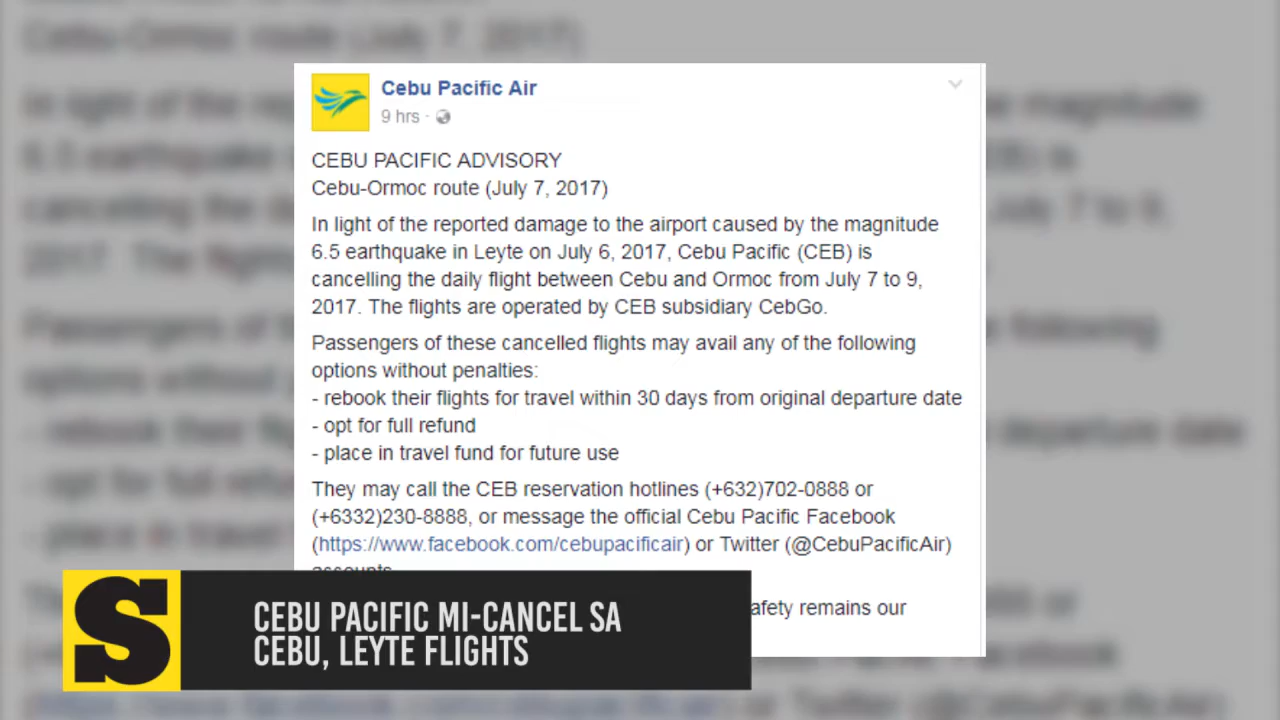 Cebu Pacific Air
9 hrs ·
CEBU PACIFIC ADVISORY
Cebu-Ormoc route (July 7, 2017)
In light of the reported damage to the airport caused by the magnitude
6.5 earthquake in Leyte on July 6, 2017, Cebu Pacific (CEB) is
cancelling the daily flight between Cebu and Ormoc from July 7 to 9,
2017. The flights are operated by CEB subsidiary CebGo.
Passengers of these cancelled flights may avail any of the following
options without penalties:
- rebook their flights for travel within 30 days from original departure date
- opt for full refund
- place in travel fund for future use
They may call the CEB reservation hotlines (+632)702-0888 or
(+6332)230-8888, or message the official Cebu Pacific Facebook
(https://www.facebook.com/cebupacificair) or Twitter (@CebuPacificAir)
accounts
remains our
S
CEBU PACIFIC MI-CANCEL SA
CEBU, LEYTE FLIGHTS